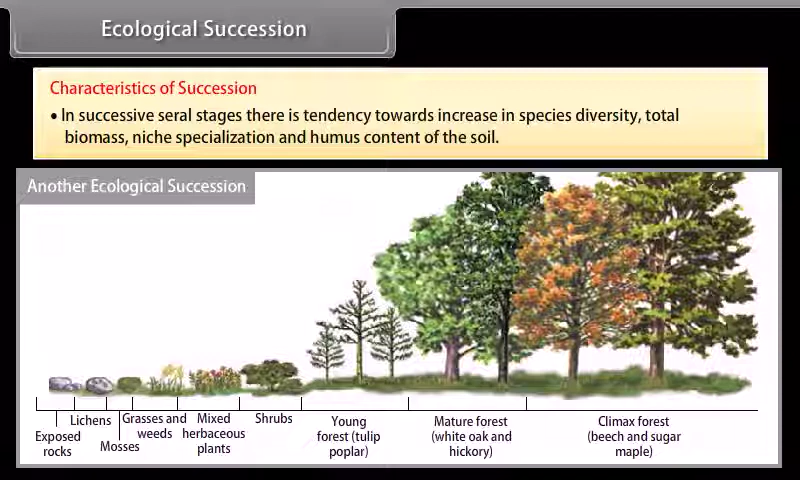 Ecological Succession
Characteristics of Succession
• In successive seral stages there is tendency towards increase in species diversity, total
biomass, niche specialization and humus content of the soil.
Another Ecological Succession
Exposed
rocks
Lichens
Mosses
Grasses and
weeds
Mixed
herbaceous
plants
Shrubs
Young
forest (tulip
poplar)
Mature forest
(white oak and
hickory)
Climax forest
(beech and sugar
maple)